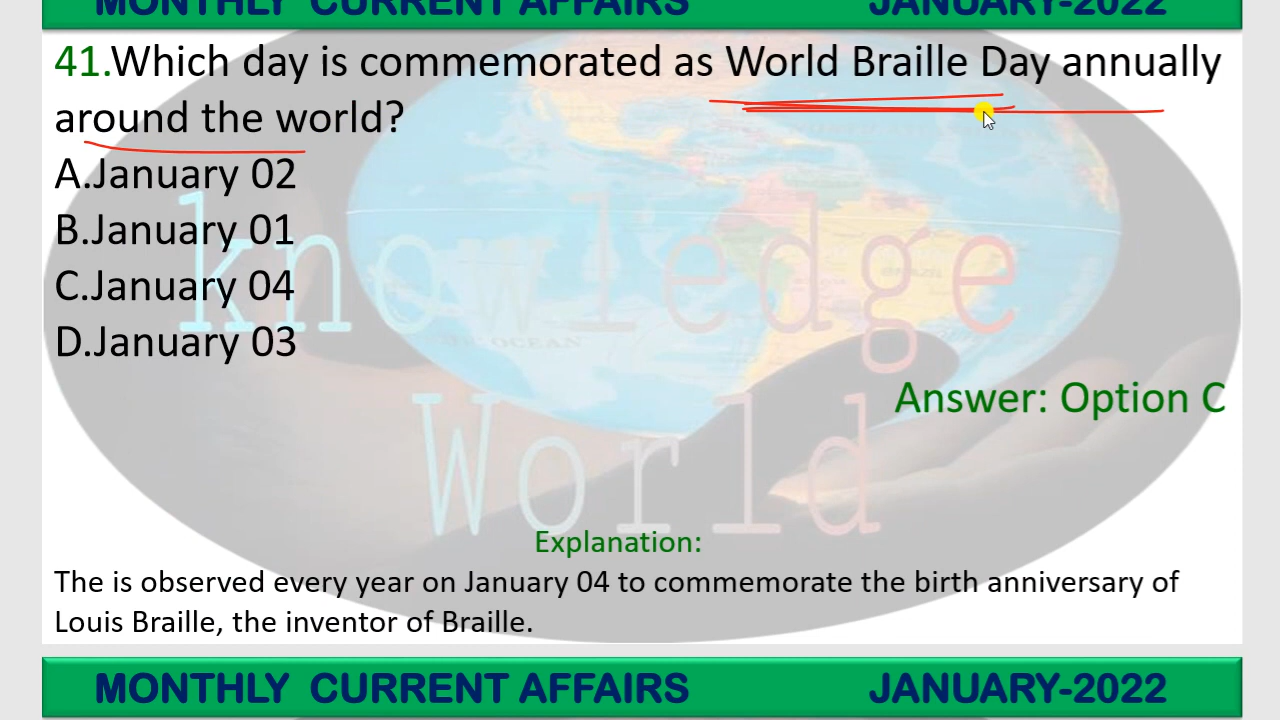 MONTHLY CURRENT AFFAIRS JANUARY-2022
41.Which day is commemorated as World Braille Day annually
around the world?
A.January 02
B.January 01
C.January 04
D.January 03
knowledge
World
OCEAN
BRAZIL
Answer: Option C
Explanation:
The is observed every year on January 04 to commemorate the birth anniversary of
Louis Braille, the inventor of Braille.
MONTHLY CURRENT AFFAIRS JANUARY-2022